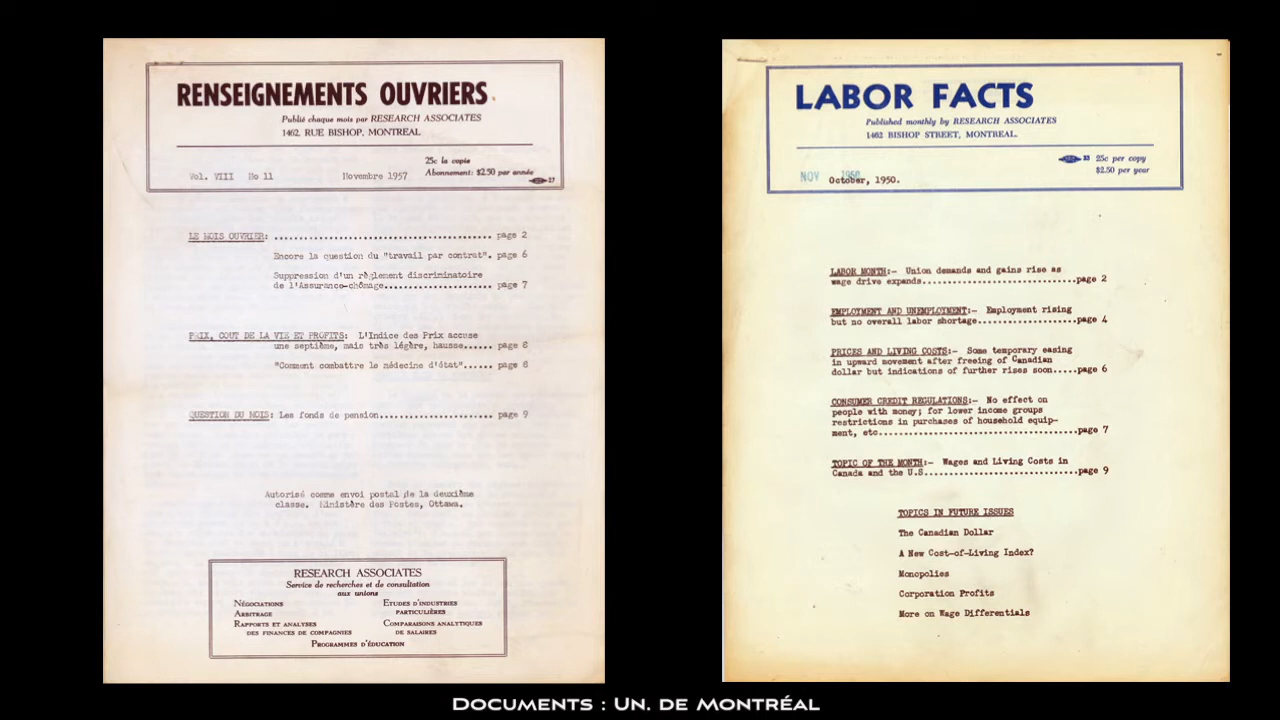 RENSEIGNEMENTS OUVRIERS
Publié chaque mois par RESEARCH ASSOCIATES
1462, RUE BISHOP, MONTREAL
25c la copie
Vol. VIII No 11 Novembre 1957 Abonnement: $2.50 per année
27
LE MOIS OUVRIER: ........................................ page 2
Encore la question du "travail par contrat". page 6
Suppression d'un règlement discriminatoire
de l'Assurance-chômage.................. page 7
PRIX, COUT DE LA VIE ET PROFITS: L'Indice des Prix accuse
une septième, mais très légère, hausse...... page 8
"Comment combattre le médecine d'état"...... page 8
QUESTION DU MOIS: Les fonds de pension................... page 9
Autorisé comme envoi postal de la deuxième
classe. Ministère des Postes, Ottawa.
RESEARCH ASSOCIATES
Service de recherches et de consultation
aux unions
NÉGOCIATIONS
ARBITRAGE
RAPPORTS ET ANALYSES
DES FINANCES DE COMPAGNIES
ETUDES D'INDUSTRIES
PARTICULIÈRES
COMPARAISONS ANALYTIQUES
DE SALAIRES
PROGRAMMES D'ÉDUCATION
LABOR FACTS
Published monthly by RESEARCH ASSOCIATES
1462 BISHOP STREET, MONTREAL.
33 25c per copy
$2.50 per year
NOV 1950
October, 1950.
LABOR MONTH:- Union demands and gains rise as
wage drive expands.........................page 2
EMPLOYMENT AND UNEMPLOYMENT:- Employment rising
but no overall labor shortage................page 4
PRICES AND LIVING COSTS:- Some temporary easing
in upward movement after freeing of Canadian
dollar but indications of further rises soon.....page 6
CONSUMER CREDIT REGULATIONS:- No effect on
people with money; for lower income groups
restrictions in purchases of household equip-
ment, etc.................................page 7
TOPIC OF THE MONTH:- Wages and Living Costs in
Canada and the U.S.........................page 9
TOPICS IN FUTURE ISSUES
The Canadian Dollar
A New Cost-of-Living Index?
Monopolies
Corporation Profits
More on Wage Differentials
DOCUMENTS : UN. DE MONTRÉAL